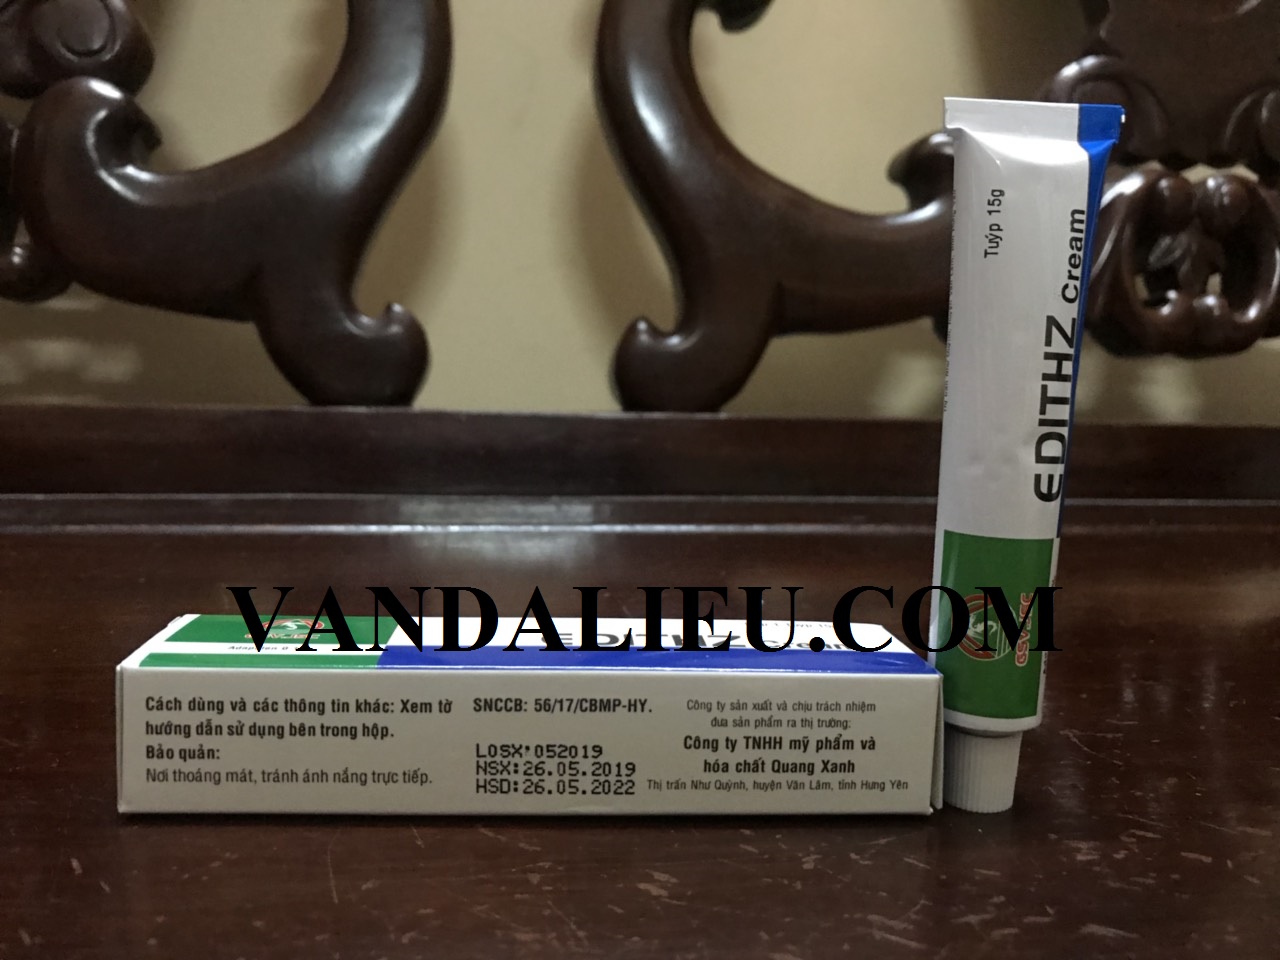 Tuýp 15g
EDITHZ Cream
VANDALIEU.COM
EDITHZ
Cách dùng và các thông tin khác: Xem tờ
hướng dẫn sử dụng bên trong hộp.
Bảo quản:
Nơi thoáng mát, tránh ánh nắng trực tiếp.
SNCCB: 56/17/CBMP-HY.
LOSX:052019
NSX:26.05.2019
HSD:26.05.2022
Công ty sản xuất và chịu trách nhiệm
đưa sản phẩm ra thị trường:
Công ty TNHH mỹ phẩm và
hóa chất Quang Xanh
Thị trấn Như Quỳnh, huyện Văn Lâm, tỉnh Hưng Yên